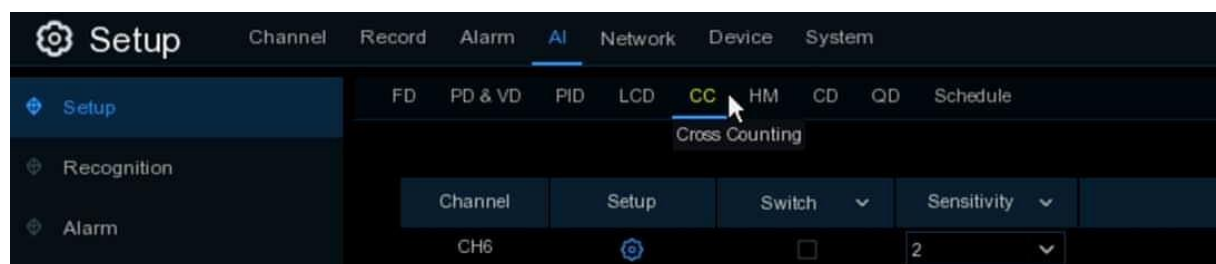 Setup Channel Record Alarm AI Network Device System
Setup FD PD & VD PID LCD CC HM CD QD Schedule
Cross Counting
Recognition
Channel Setup Switch Sensitivity
Alarm
CH6 2